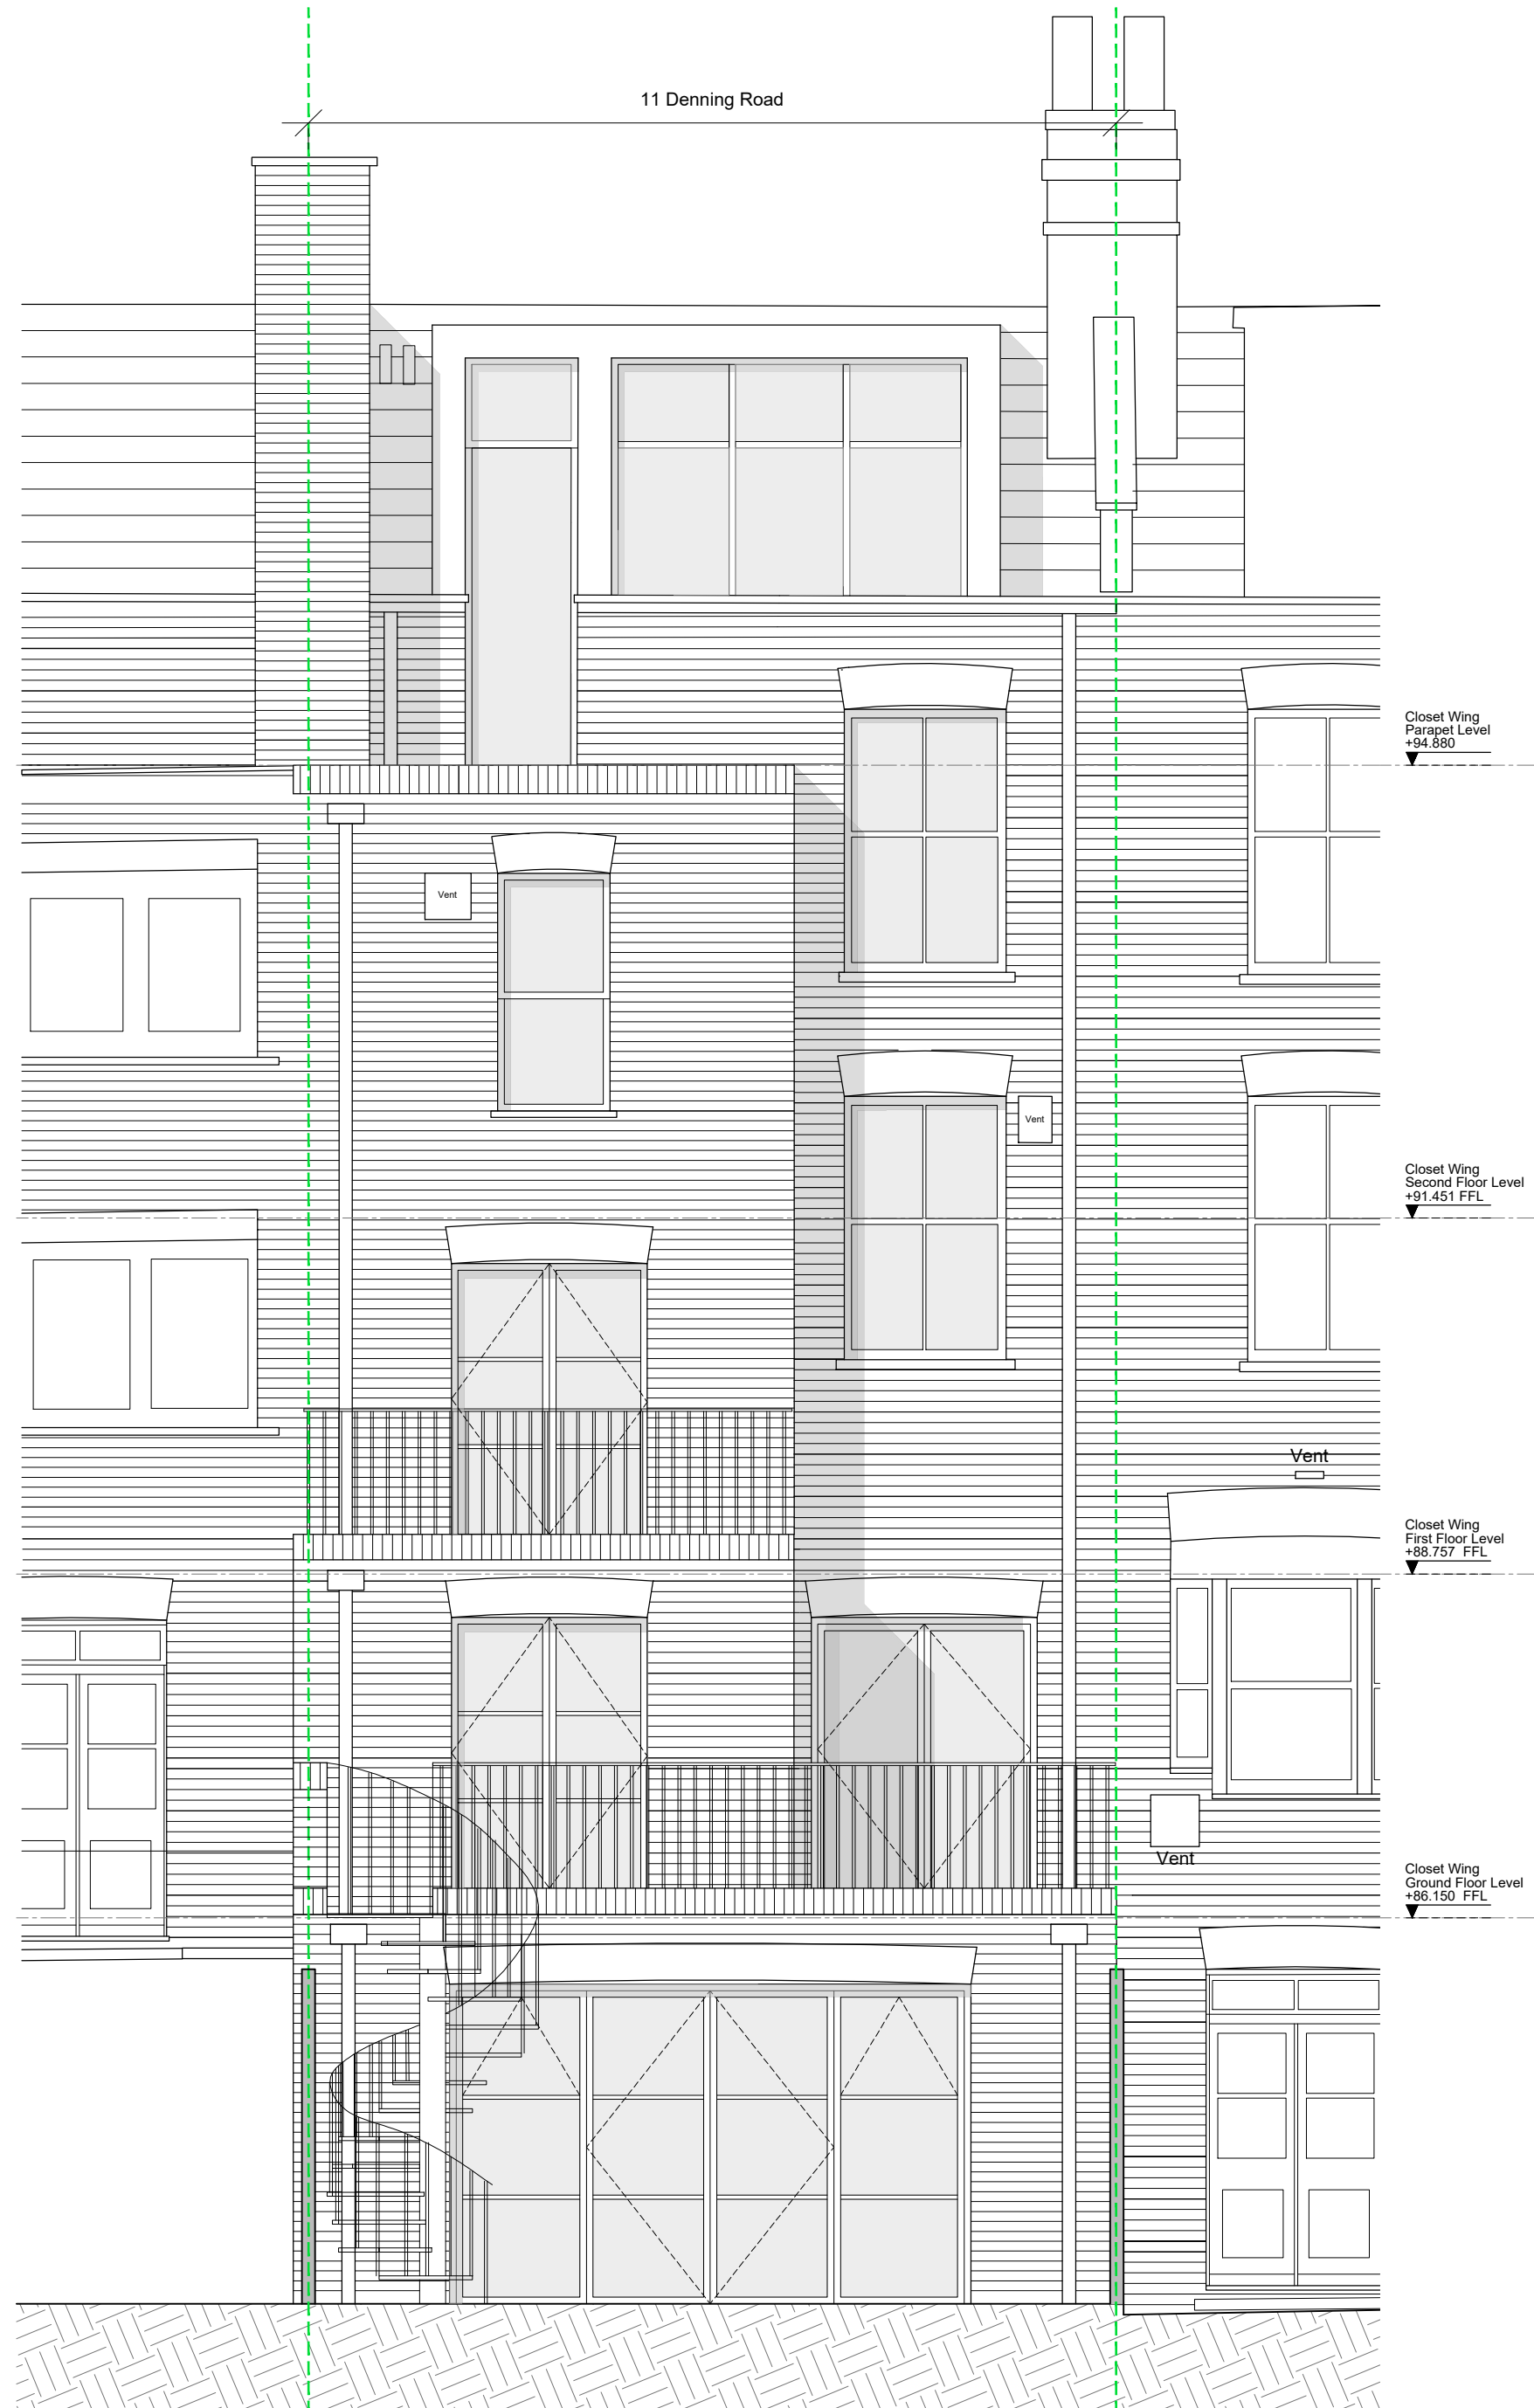 11 Denning Road
Closet Wing
Parapet Level
+94.880
Vent
Vent
Closet Wing
Second Floor Level
+91.451 FFL
Vent
Closet Wing
First Floor Level
+88.757 FFL
Vent
Closet Wing
Ground Floor Level
+86.150 FFL